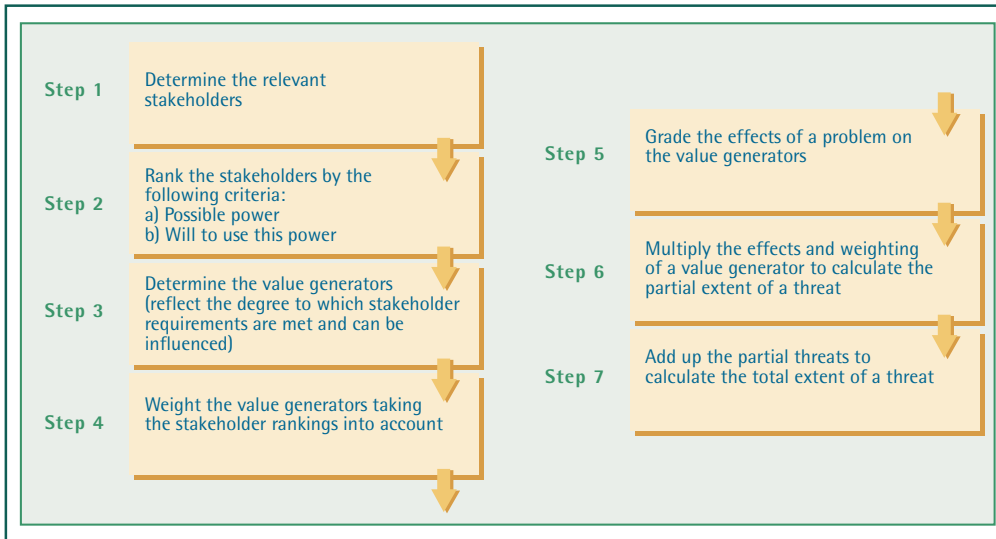 Step 1
Determine the relevant
stakeholders
Step 2
Rank the stakeholders by the
following criteria:
a) Possible power
b) Will to use this power
Step 3
Determine the value generators
(reflect the degree to which stakeholder
requirements are met and can be
influenced)
Step 4
Weight the value generators taking
the stakeholder rankings into account
Step 5
Grade the effects of a problem on
the value generators
Step 6
Multiply the effects and weighting
of a value generator to calculate the
partial extent of a threat
Step 7
Add up the partial threats to
calculate the total extent of a threat